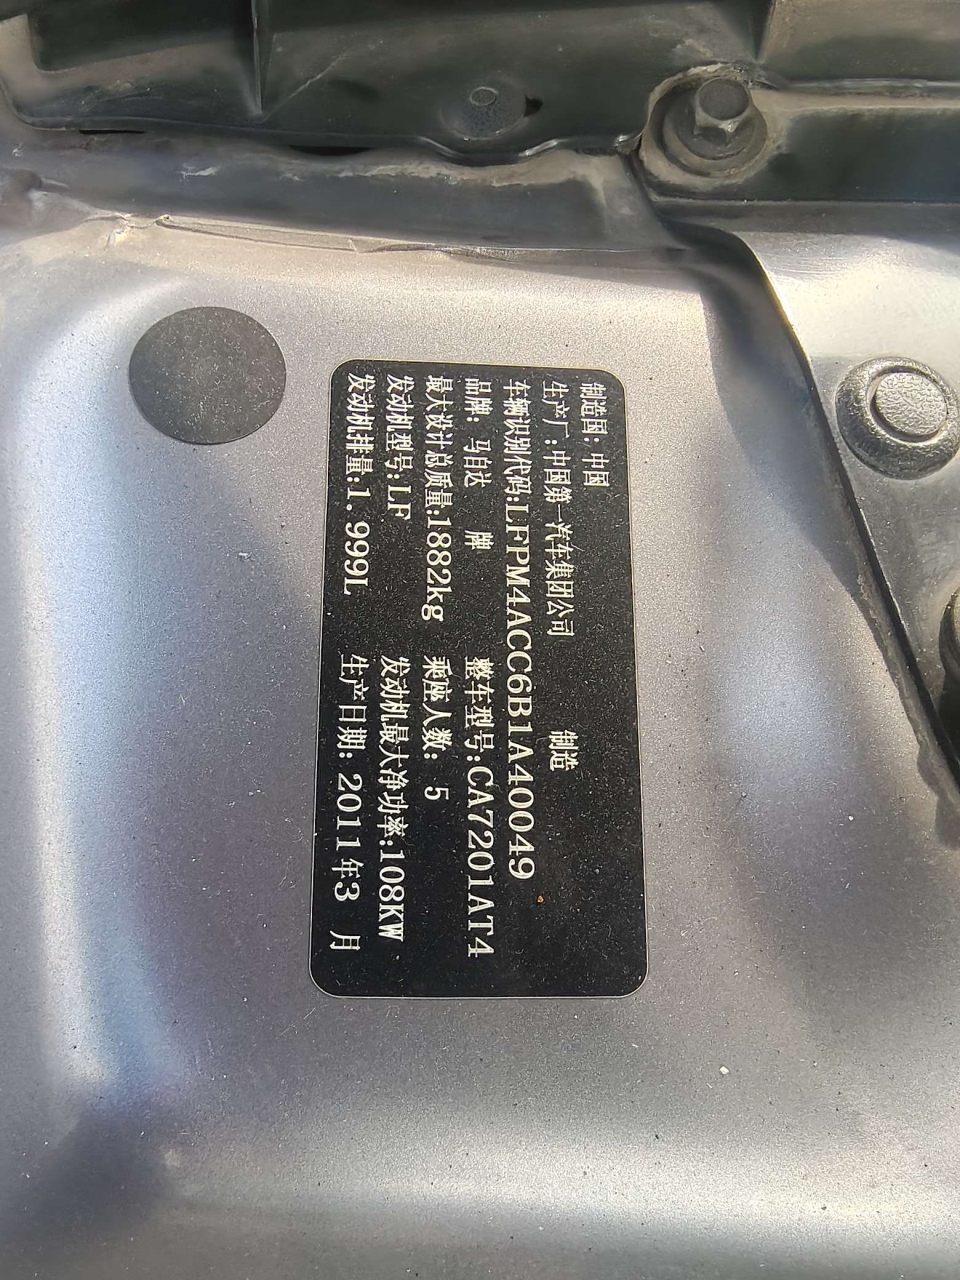 制造国：中国
生产厂：中国第一汽车集团公司 制造
车辆识别代码：LFPM4ACC6B1A40049
品牌：马自达 牌 整车型号：CA7201AT4
最大设计总质量：1882kg 乘座人数：5
发动机型号：LF 发动机最大净功率：108KW
发动机排量：1.999L 生产日期：2011年3 月